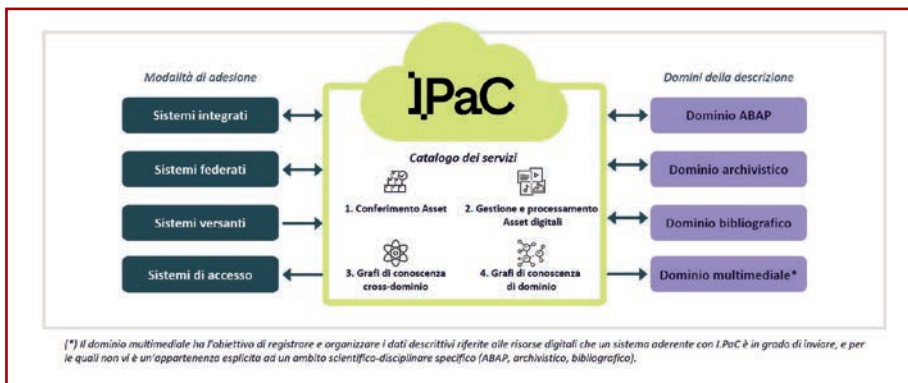 Modalità di adesione
Sistemi integrati
Sistemi federati
Sistemi versanti
Sistemi di accesso
I.PaC
Catalogo dei servizi
1. Conferimento Asset
2. Gestione e processamento
Asset digitali
3. Grafi di conoscenza
cross-dominio
4. Grafi di conoscenza
di dominio
Domini della descrizione
Dominio ABAP
Dominio archivistico
Dominio bibliografico
Dominio multimediale*
(*) Il dominio multimediale ha l'obiettivo di registrare e organizzare i dati descrittivi riferite alle risorse digitali che un sistema aderente con I.PaC è in grado di inviare, e per
le quali non vi è un'appartenenza esplicita ad un ambito scientifico-disciplinare specifico (ABAP, archivistico, bibliografico).